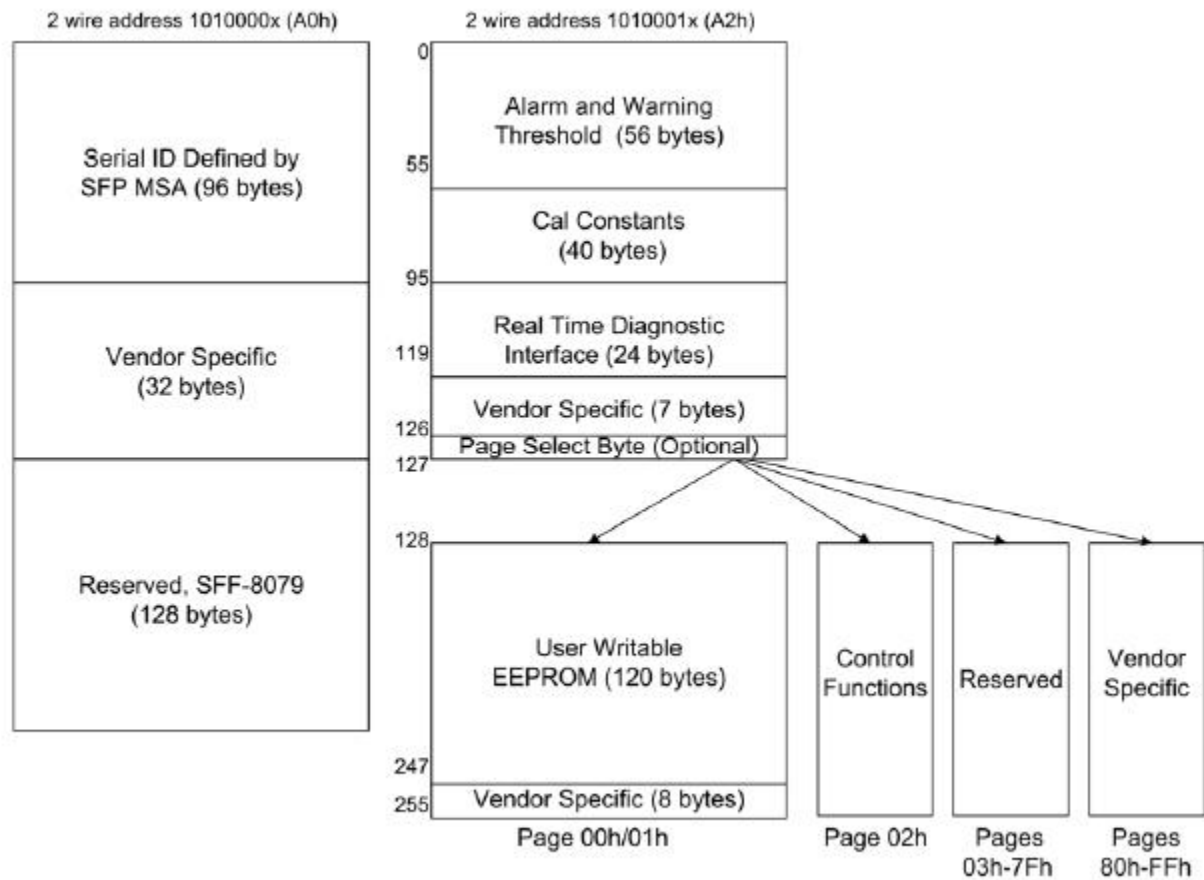 2 wire address 1010000x (A0h)
Serial ID Defined by
SFP MSA (96 bytes)
Vendor Specific
(32 bytes)
Reserved, SFF-8079
(128 bytes)
2 wire address 1010001x (A2h)
0
Alarm and Warning
Threshold (56 bytes)
55
Cal Constants
(40 bytes)
95
Real Time Diagnostic
Interface (24 bytes)
119
Vendor Specific (7 bytes)
126
Page Select Byte (Optional)
127
128
User Writable
EEPROM (120 bytes)
247
Vendor Specific (8 bytes)
255
Page 00h/01h
Control
Functions
Page 02h
Reserved
Pages
03h-7Fh
Vendor
Specific
Pages
80h-FFh